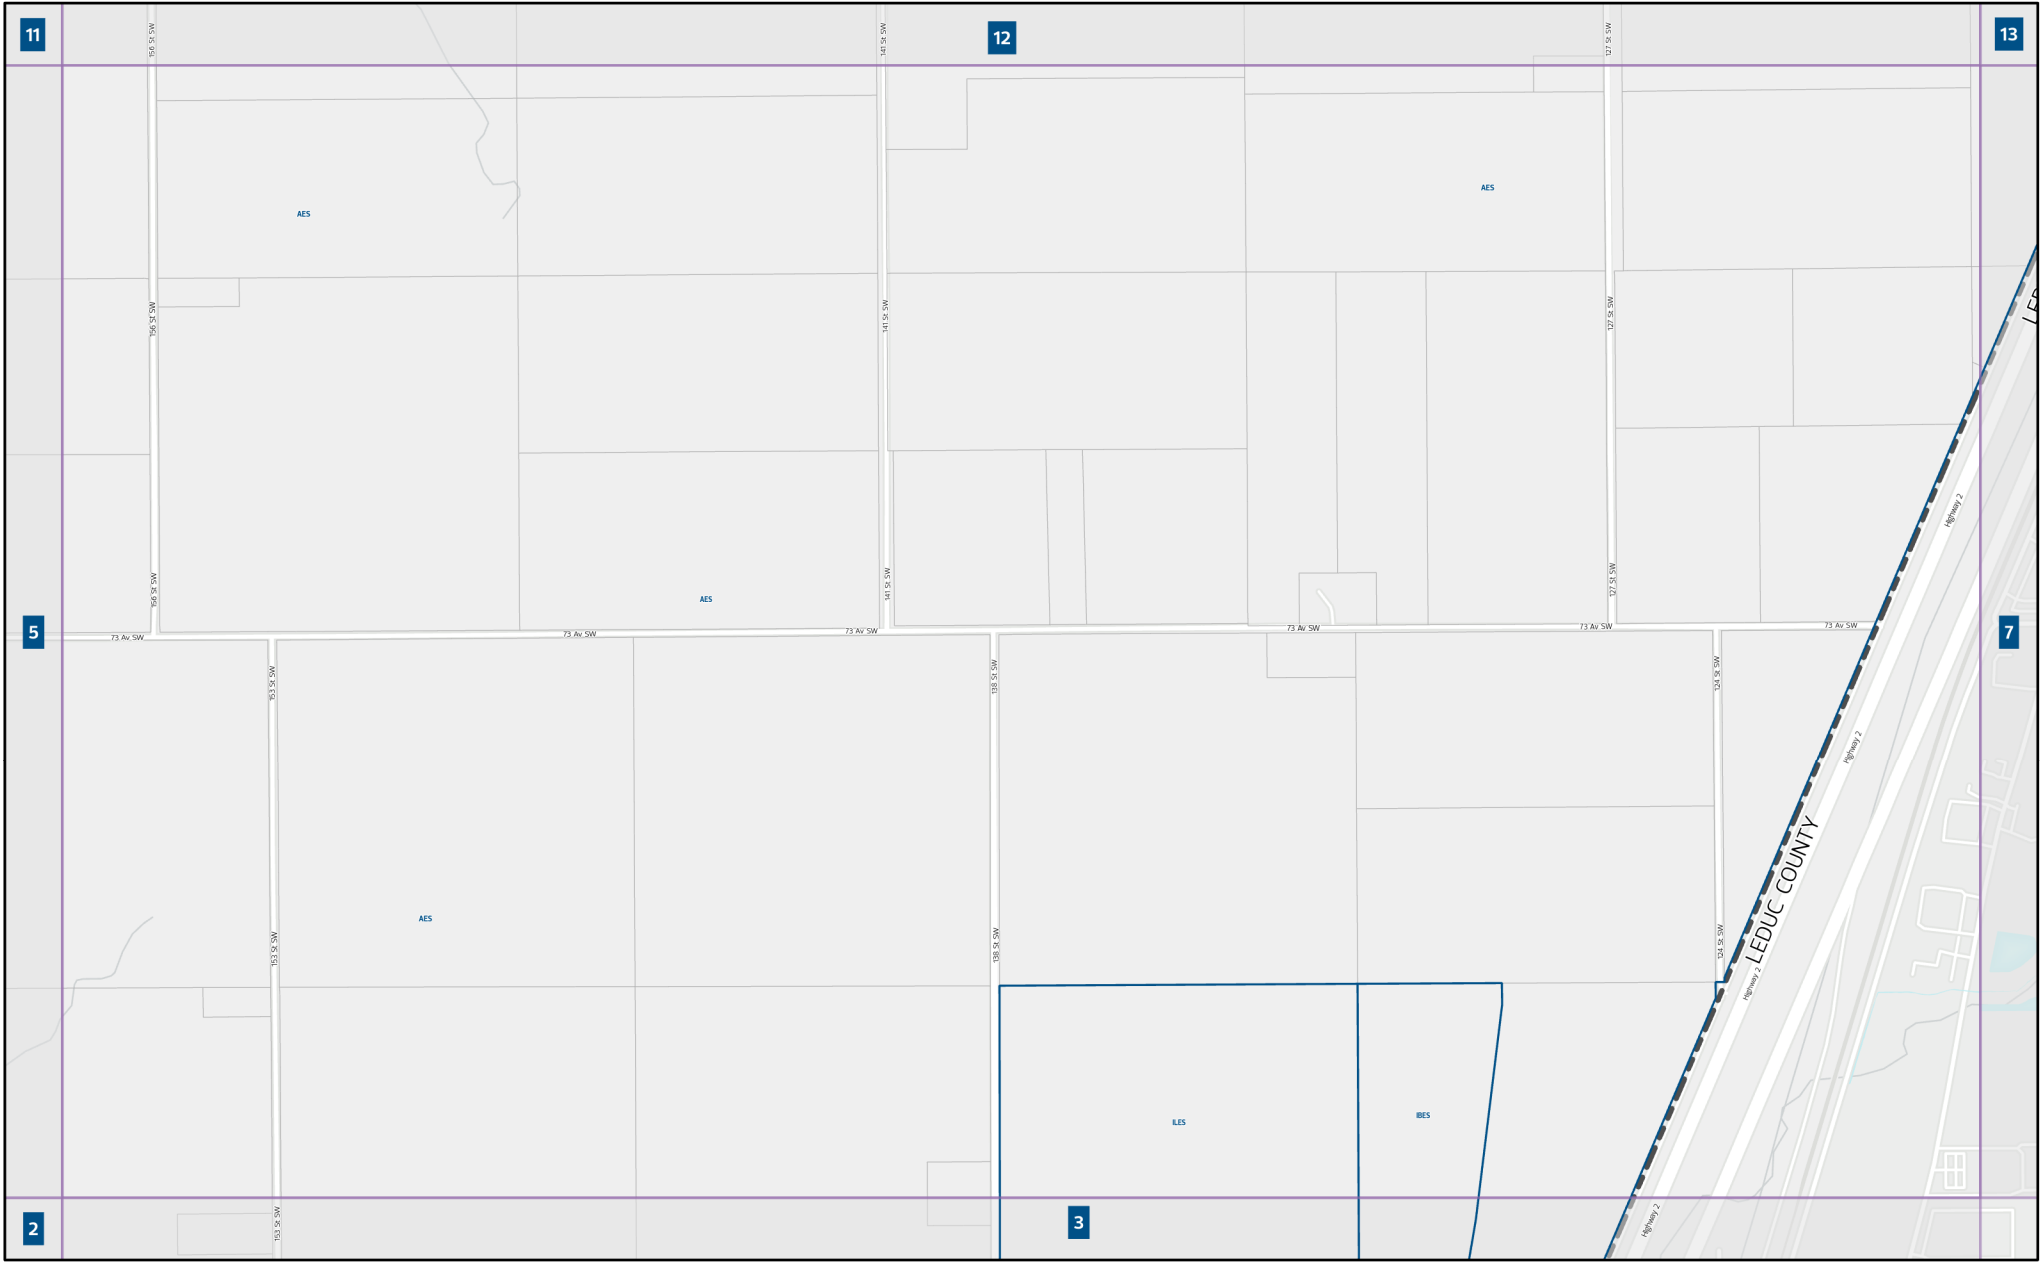 11
156 St SW
141 St SW
12
127 St SW
13
AES
AES
156 St SW
141 St SW
127 St SW
LED
Highway 2
156 St SW
141 St SW
127 St SW
AES
5
73 Av SW
73 Av SW
73 Av SW
73 Av SW
73 Av SW
73 Av SW
7
153 St SW
138 St SW
124 St SW
Highway 2
LEDUC COUNTY
AES
153 St SW
138 St SW
124 St SW
Highway 2
ILES
IBES
2
153 St SW
3
Highway 2